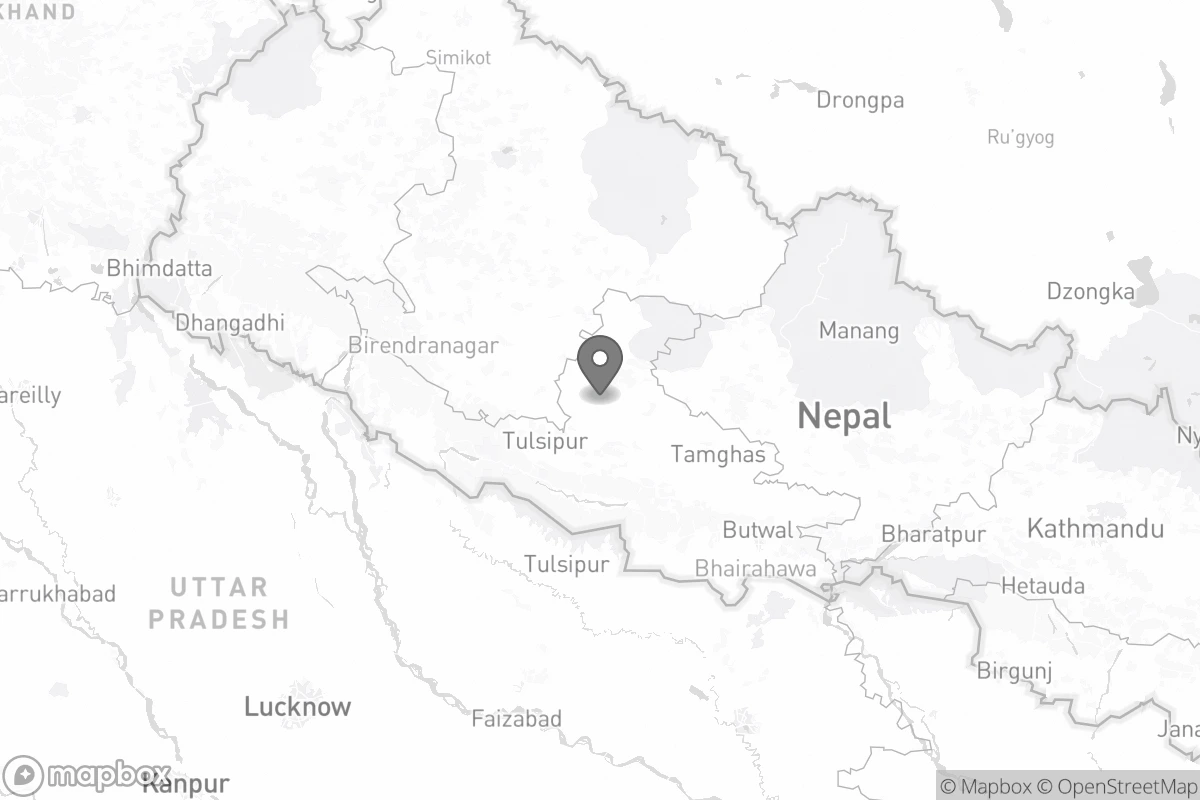 KHAND
Simikot
Drongpa
Ru'gyog
Bhimdatta
Dzongka
Dhangadhi
Manang
Birendranagar
areilly
Nepal
Tulsipur
Ny
Tamghas
Butwal
Bharatpur
Kathmandu
Tulsipur
Bhairahawa
Hetauda
UTTAR
PRADESH
arrukhabad
Birgunj
Lucknow
Faizabad
Jana
mapbox
Kanpur
© Mapbox © OpenStreetMap